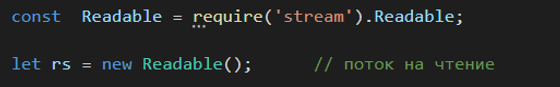 const  Readable = require('stream').Readable;
let rs = new Readable();      // поток на чтение